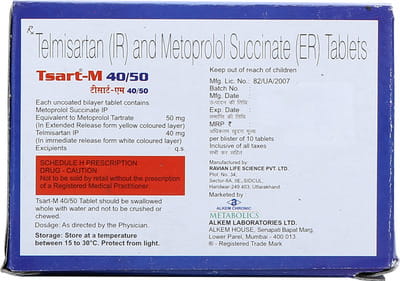 Rx Telmisartan (IR) and Metoprolol Succinate (ER) Tablets
Tsart-M 40/50
टीसार्ट-एम 40/50
Each uncoated bilayer tablet contains
Metoprolol Succinate IP
Equivalent to Metoprolol Tartrate 50 mg
(In Extended Release form yellow coloured layer)
Telmisartan IP 40 mg
(In immediate release form white coloured layer)
Excipients q.s.
SCHEDULE H PRESCRIPTION
DRUG - CAUTION
Not to be sold by retail without the prescription
of a Registered Medical Practitioner.
Tsart-M 40/50 Tablet should be swallowed
whole with water and not to be crushed or
chewed.
Dosage: As directed by the Physician.
Storage: Store at a temperature
between 15 to 30°C. Protect from light.
Keep out of reach of children
Mfg. Lic. No.: 82/UA/2007
Batch No
Mfg. Date
Exp. Date
MRP ₹
per blister of 10 tablets
Inclusive of all taxes
Manufactured by
RAVIAN LIFE SCIENCE PVT. LTD.
Plot No. 34,
Sector-8A, IIE, SIDCUL,
Haridwar 249 403, Uttarakhand
Marketed by
ALKEM CHRONIC
METABOLICS
ALKEM LABORATORIES LTD.
ALKEM HOUSE, Senapati Bapat Marg,
Lower Parel, Mumbai - 400 013.
® - Registered Trade Mark